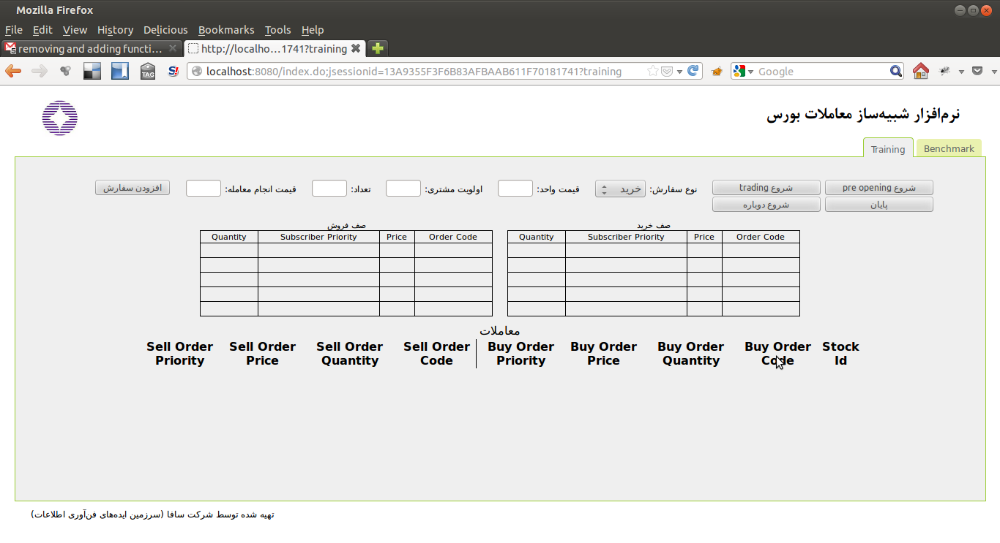 Mozilla Firefox
File Edit View History Delicious Bookmarks Tools Help
removing and adding functi... http://localho...1741?training
TAG S! localhost:8080/index.do;jsessionid=13A9355F3F6B83AFBAAB611F70181741?training Google
نرم‌افزار شبیه‌ساز معاملات بورس
Training Benchmark
شروع pre opening شروع trading نوع سفارش: خرید قیمت واحد: اولویت مشتری: تعداد: قیمت انجام معامله: افزودن سفارش
پایان شروع دوباره
صف خرید صف فروش
Quantity Subscriber Priority Price Order Code Quantity Subscriber Priority Price Order Code
معاملات
Sell Order Sell Order Sell Order Sell Order Buy Order Buy Order Buy Order Buy Order Stock
Priority Price Quantity Code Priority Price Quantity Code Id
تهیه شده توسط شرکت سافا (سرزمین ایده‌های فن‌آوری اطلاعات)